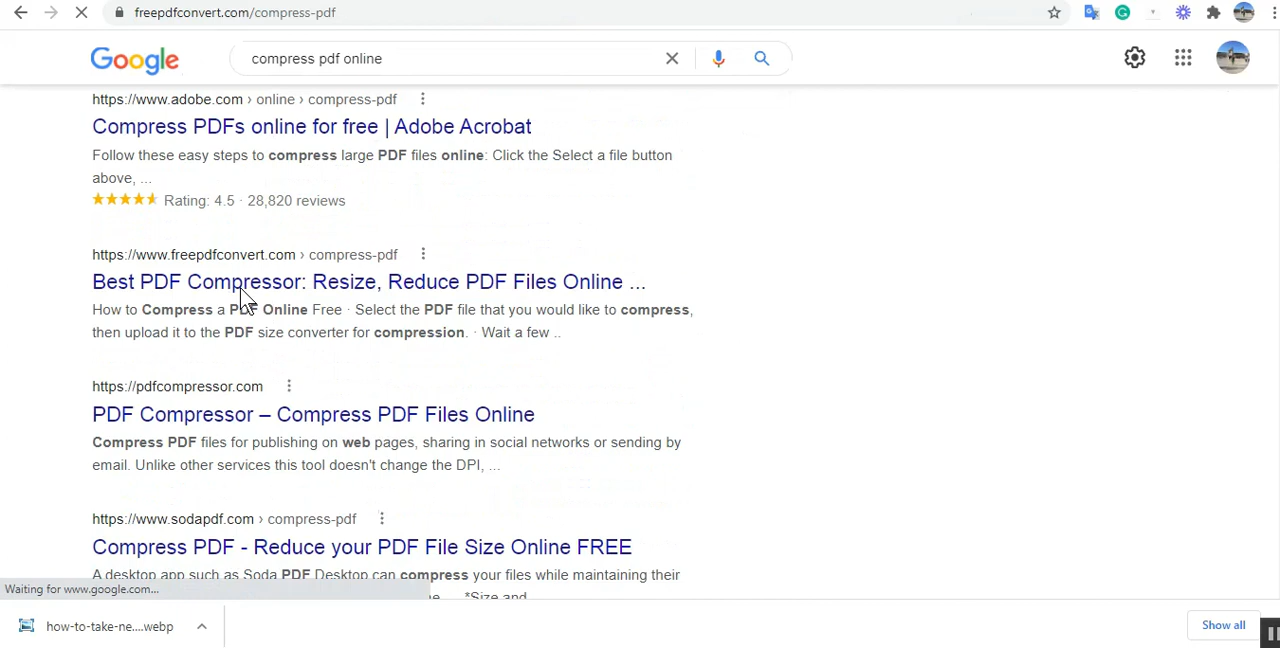 freepdfconvert.com/compress-pdf
Google
compress pdf online
https://www.adobe.com › online › compress-pdf
Compress PDFs online for free | Adobe Acrobat
Follow these easy steps to compress large PDF files online: Click the Select a file button
above, ...
Rating: 4.5 · 28,820 reviews
https://www.freepdfconvert.com › compress-pdf
Best PDF Compressor: Resize, Reduce PDF Files Online ...
How to Compress a PDF Online Free · Select the PDF file that you would like to compress,
then upload it to the PDF size converter for compression. · Wait a few ..
https://pdfcompressor.com
PDF Compressor – Compress PDF Files Online
Compress PDF files for publishing on web pages, sharing in social networks or sending by
email. Unlike other services this tool doesn't change the DPI, ...
https://www.sodapdf.com › compress-pdf
Compress PDF - Reduce your PDF File Size Online FREE
A desktop app such as Soda PDF Desktop can compress your files while maintaining their
*Size and
Waiting for www.google.com...
how-to-take-ne....webp
Show all